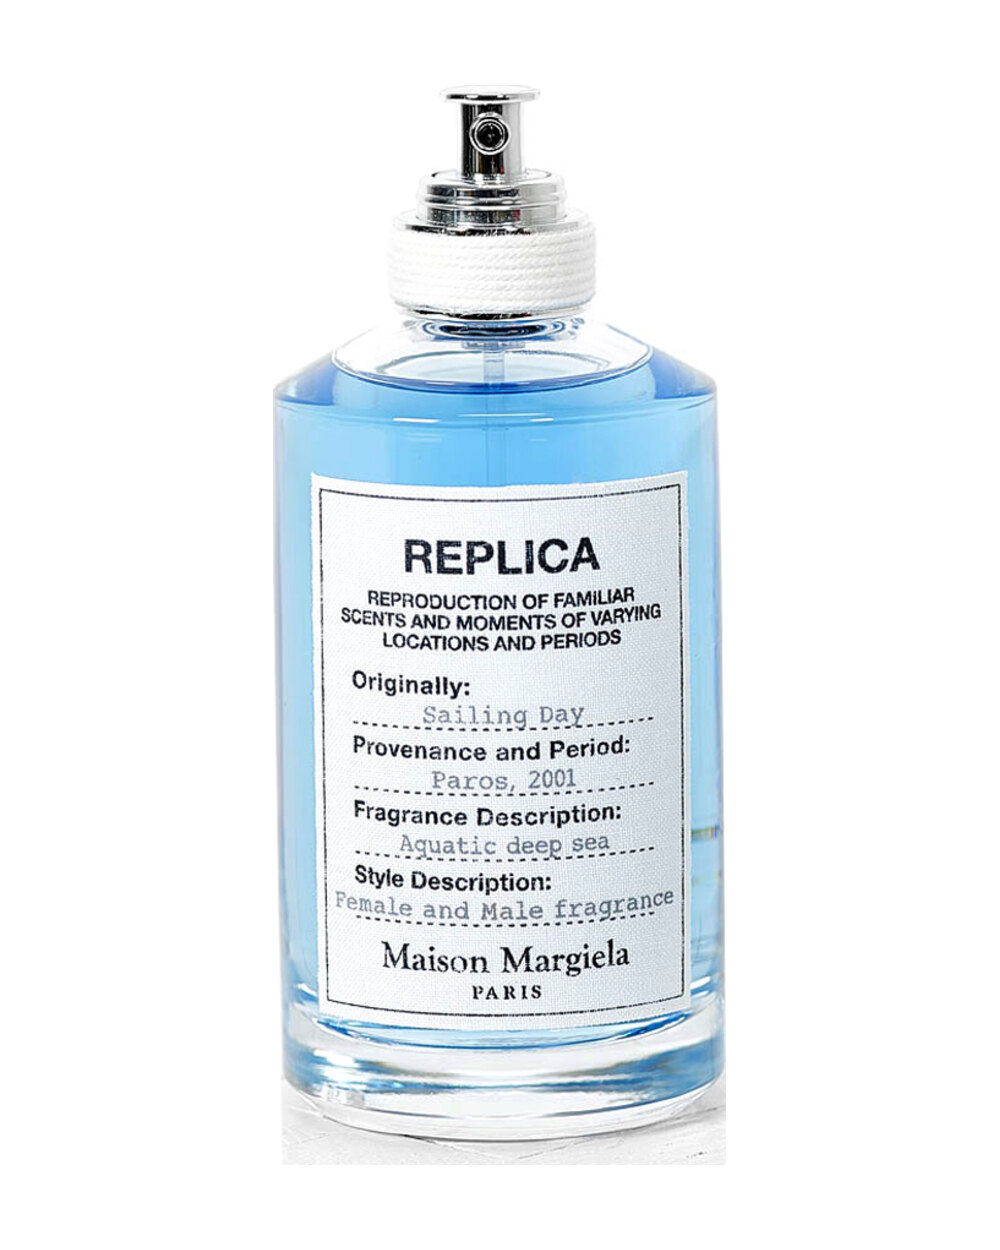 REPLICA
REPRODUCTION OF FAMILIAR
SCENTS AND MOMENTS OF VARYING
LOCATIONS AND PERIODS
Originally:
Sailing Day
Provenance and Period:
Paros, 2001
Fragrance Description:
Aquatic deep sea
Style Description:
Female and Male fragrance
Maison Margiela
PARIS